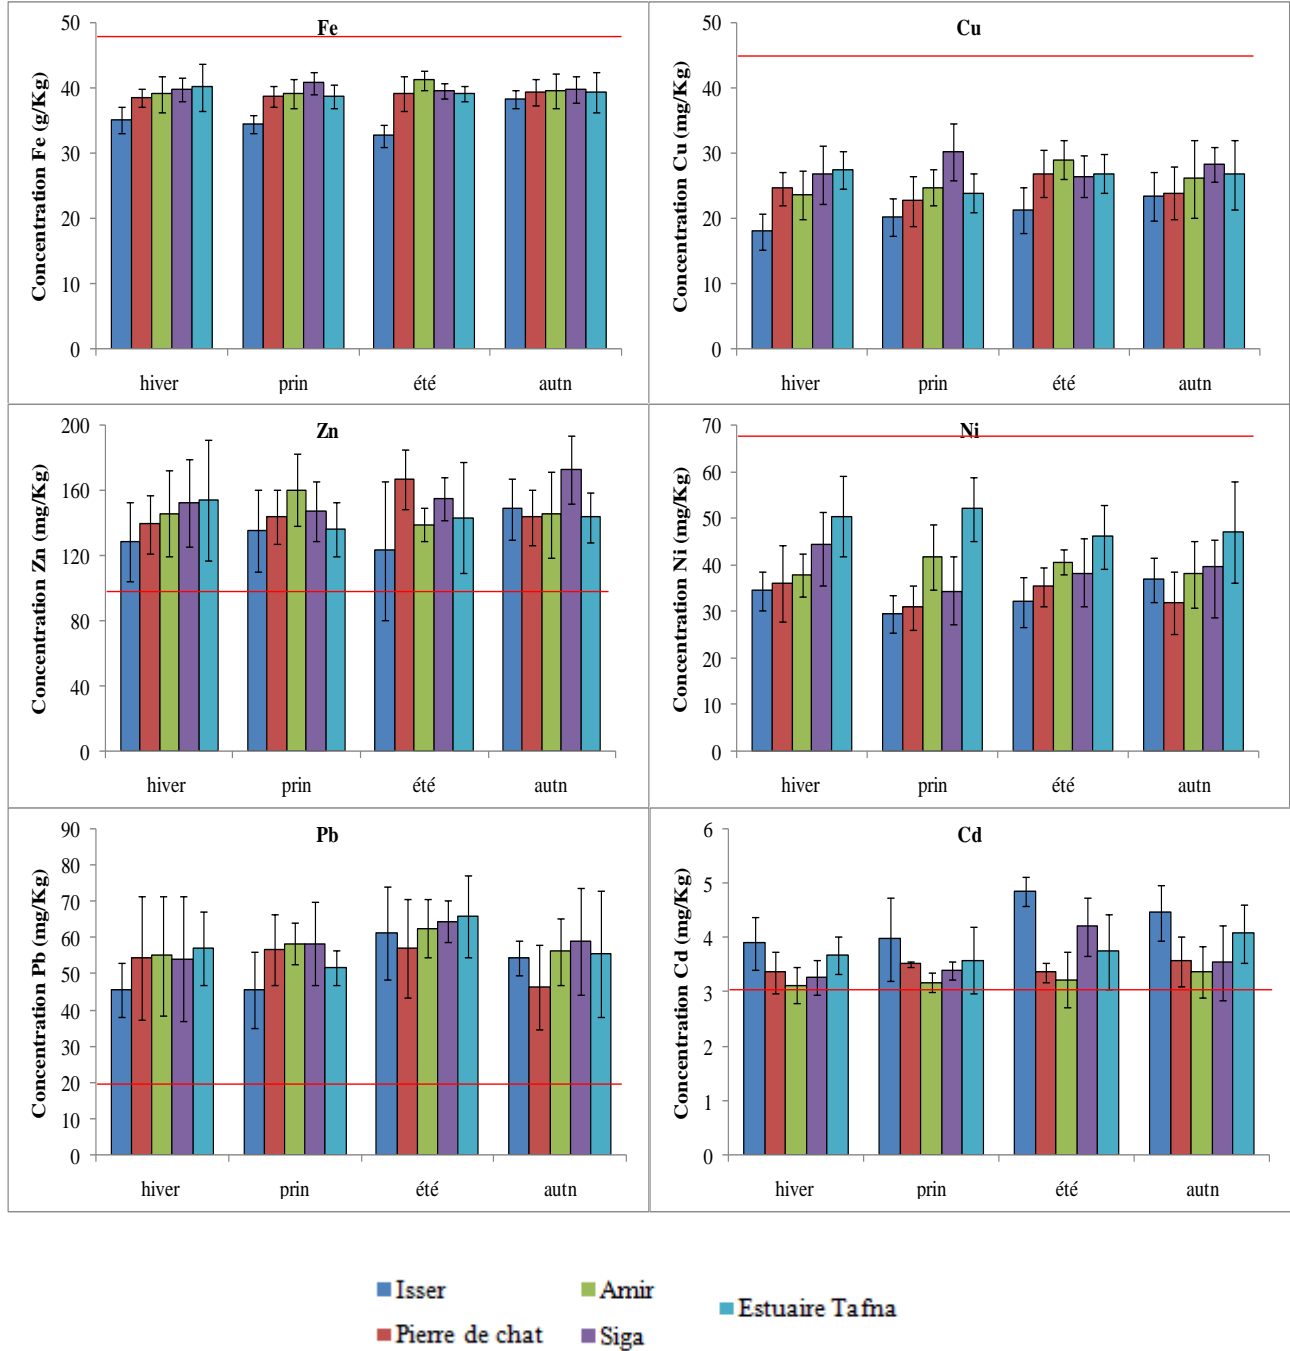 Fe
Concentration Fe (g/Kg)
50
40
30
20
10
0
hiver prin été autn
Cu
Concentration Cu (mg/Kg)
50
40
30
20
10
0
hiver prin été autn
Zn
Concentration Zn (mg/Kg)
200
160
120
80
40
0
hiver prin été autn
Ni
Concentration Ni (mg/Kg)
70
60
50
40
30
20
10
0
hiver prin été autn
Pb
Concentration Pb (mg/Kg)
90
80
70
60
50
40
30
20
10
0
hiver prin été autn
Cd
Concentration Cd (mg/Kg)
6
5
4
3
2
1
0
hiver prin été autn
Isser
Amir
Estuaire Tafna
Pierre de chat
Siga